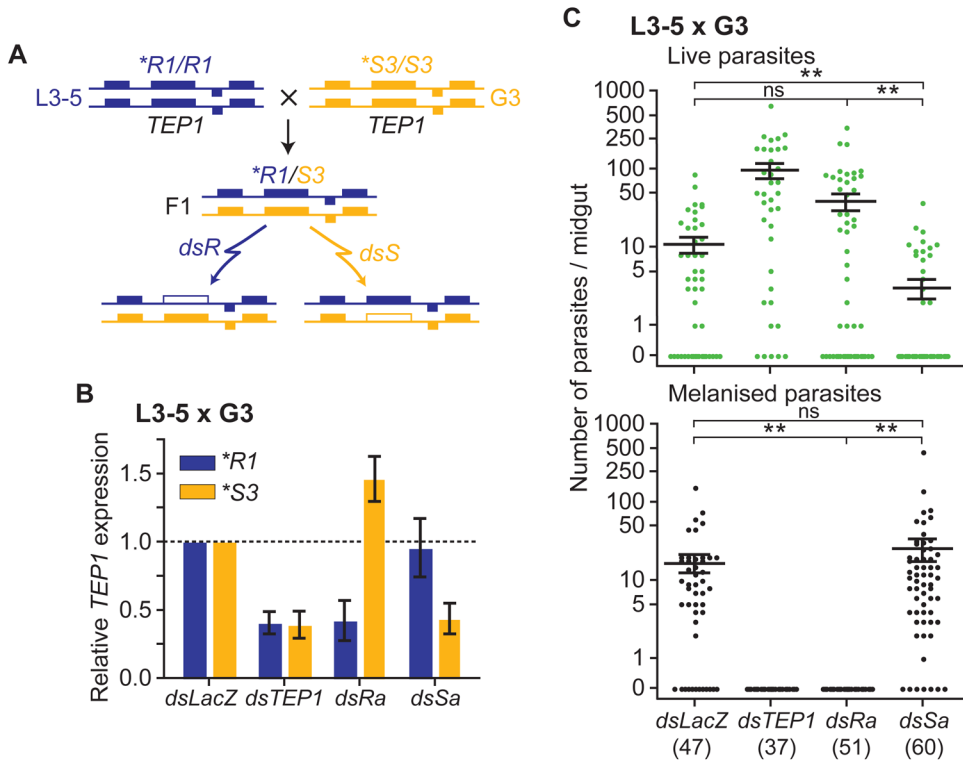 A
*R1/R1
*S3/S3
L3-5
×
G3
TEP1
TEP1
*R1/S3
F1
dsR
dsS
B
L3-5 x G3
*R1
*S3
Relative TEP1 expression
1.5
1.0
0.5
0.0
dsLacZ dsTEP1 dsRa dsSa
C
L3-5 x G3
Live parasites
**
ns
**
Number of parasites / midgut
1000
500
250
100
50
10
5
1
0
Melanised parasites
ns
**
**
1000
500
250
100
50
10
5
1
0
dsLacZ dsTEP1 dsRa dsSa
(47) (37) (51) (60)